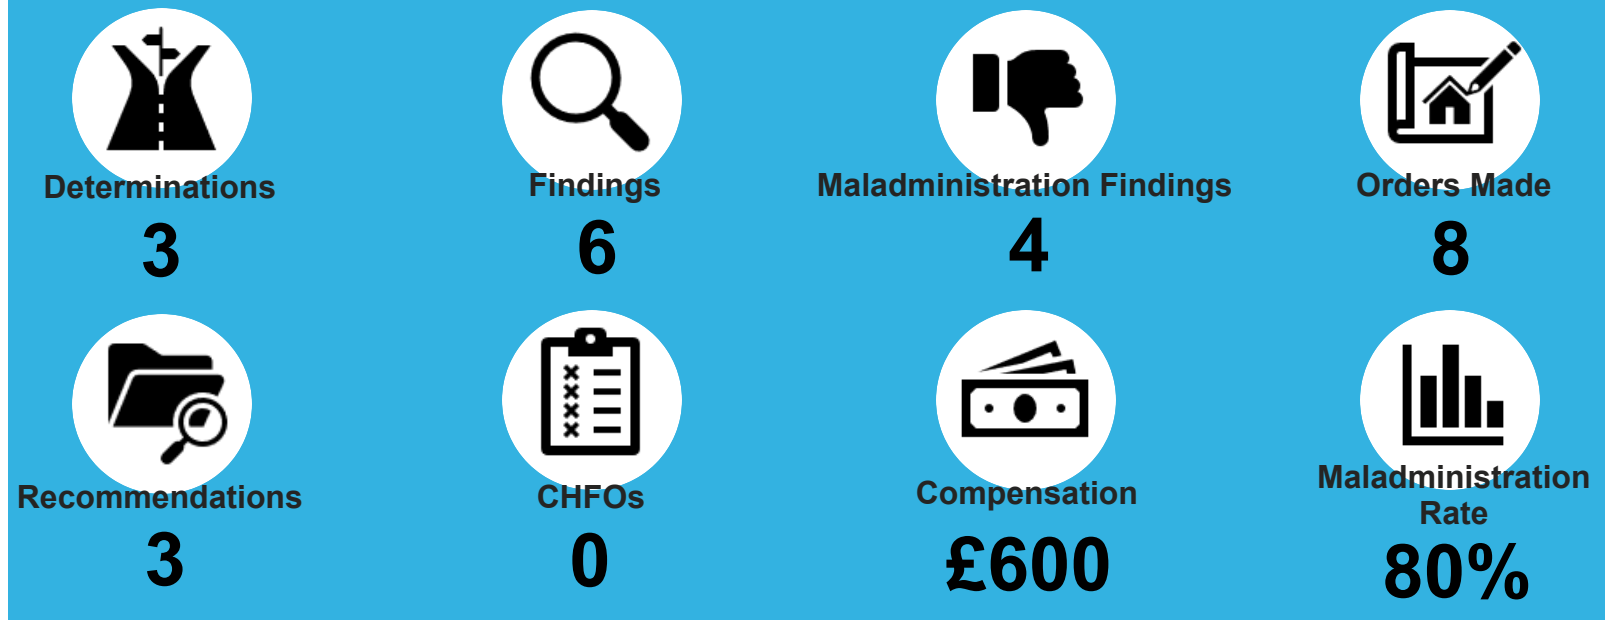 Determinations
3
Findings
6
Maladministration Findings
4
Orders Made
8
Recommendations
3
CHFOs
0
Compensation
£600
Maladministration
Rate
80%